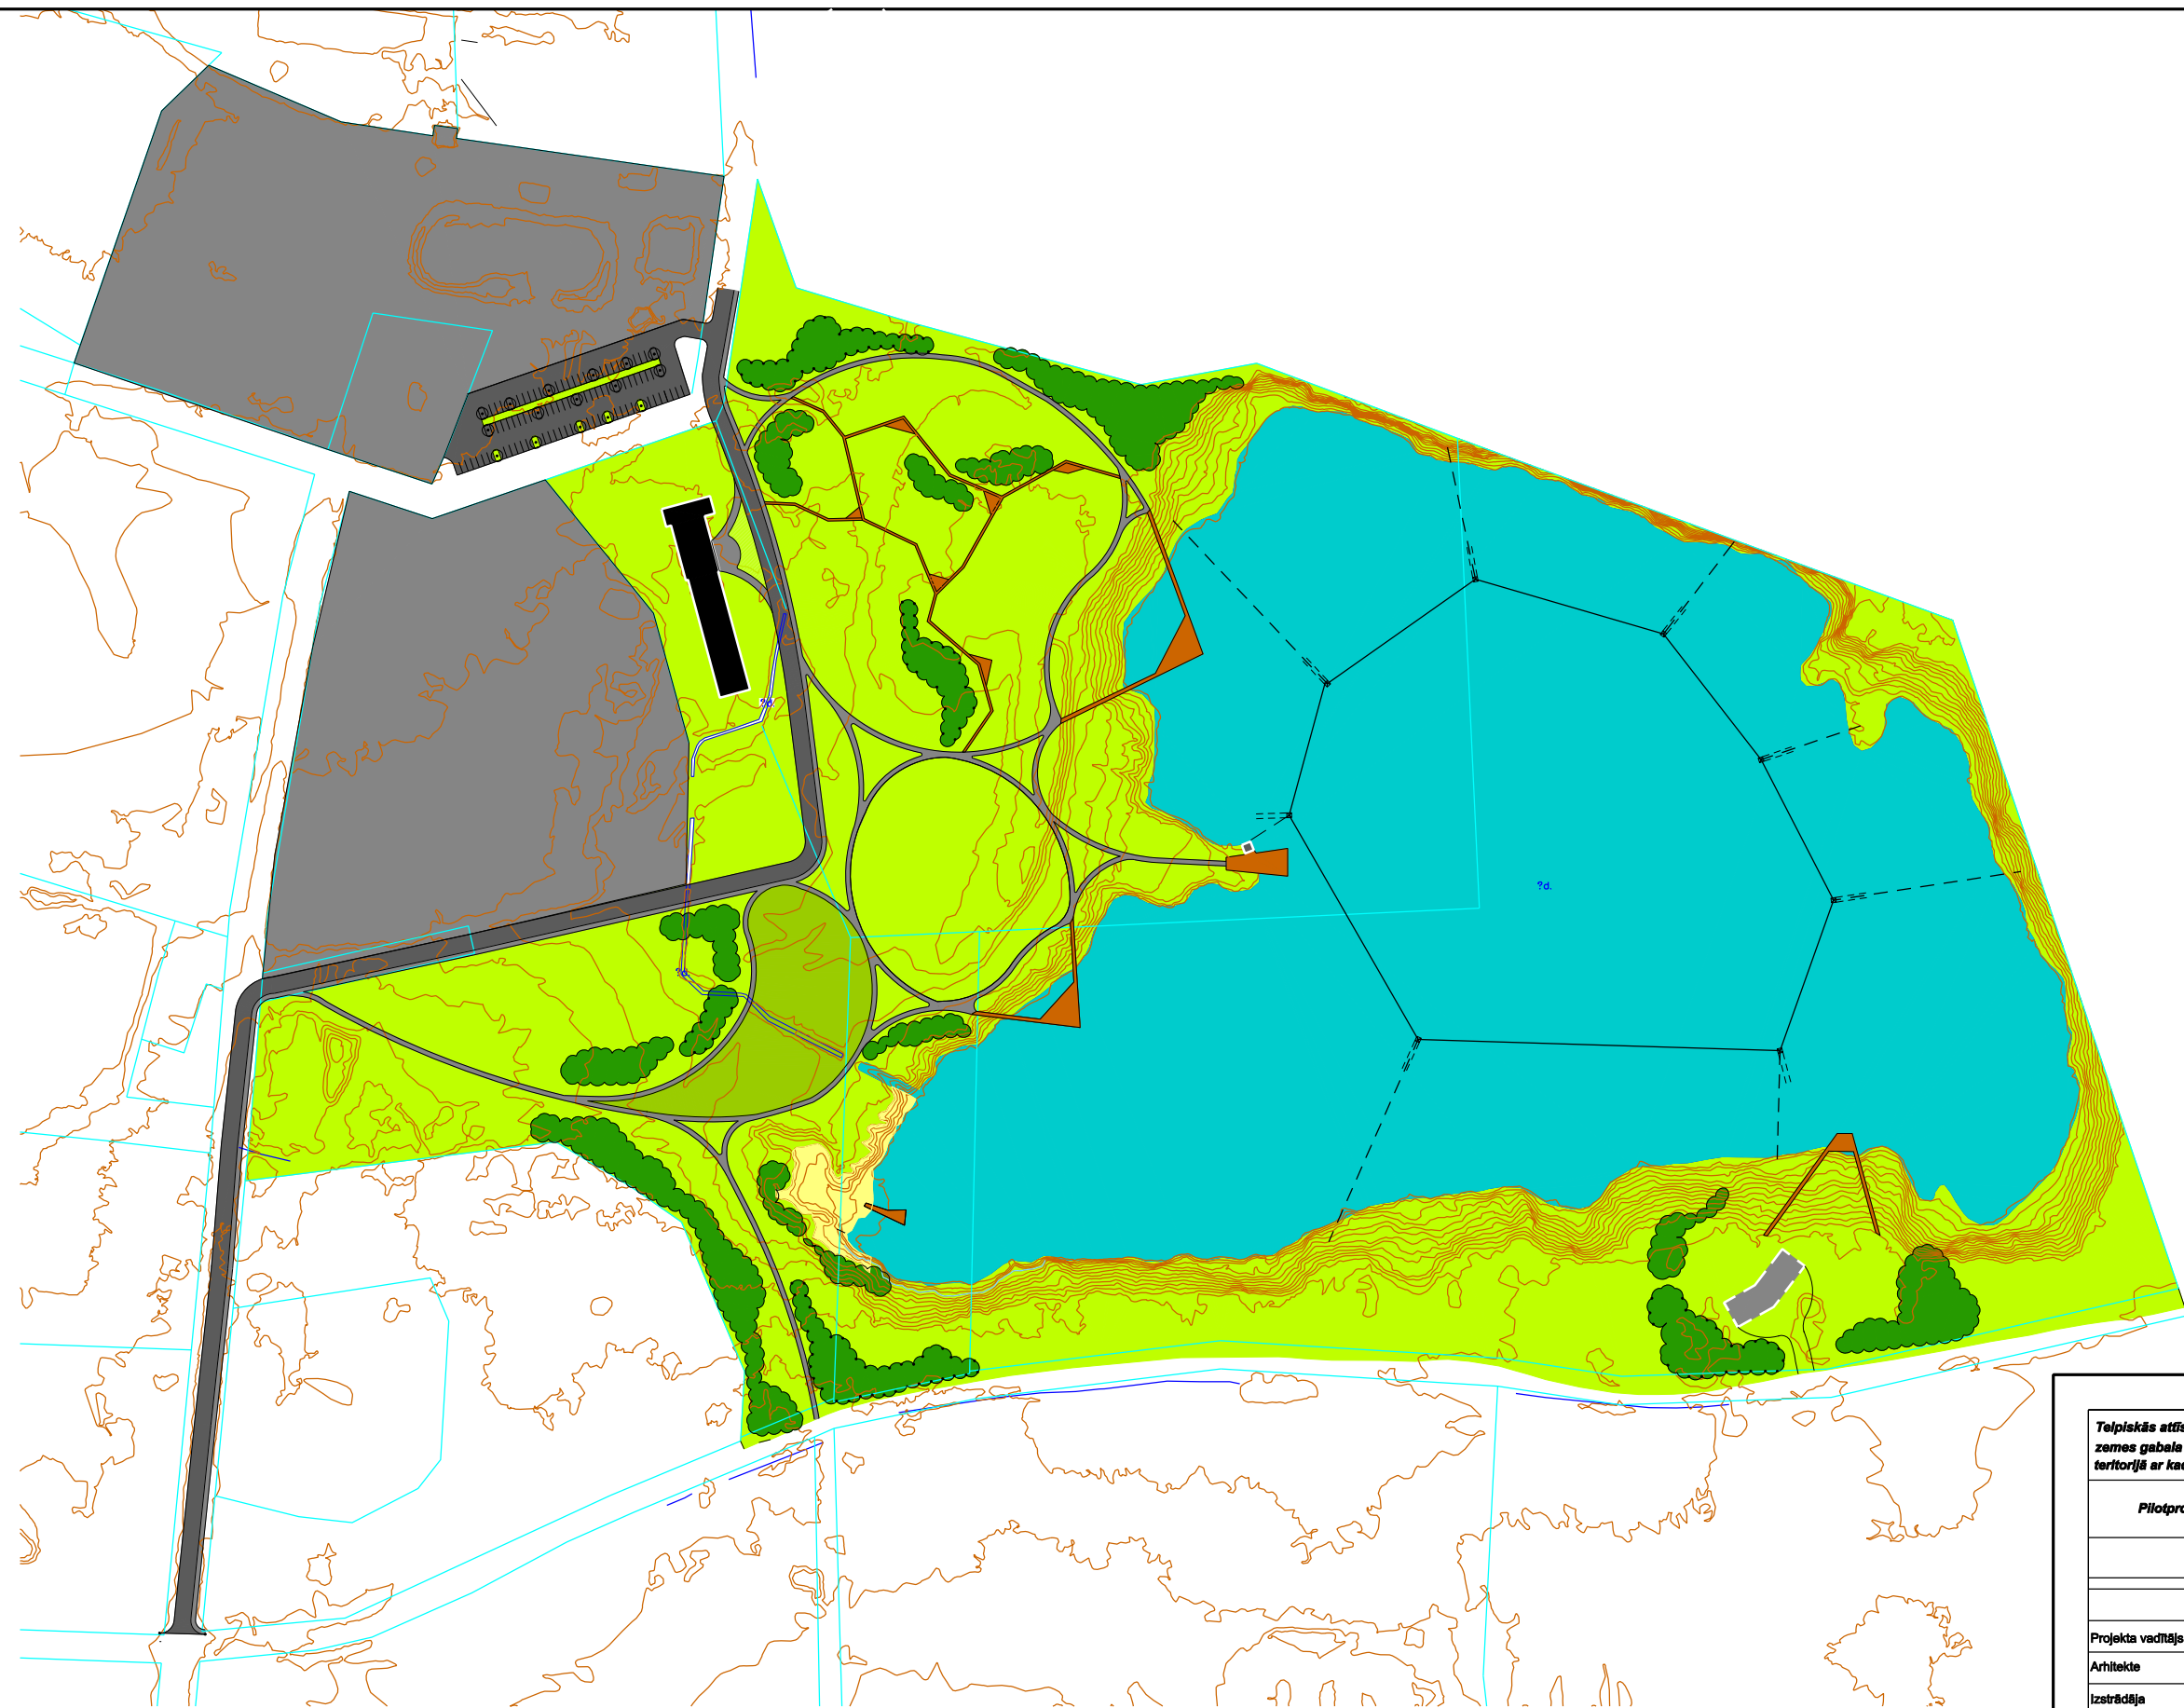 ?d.
?d.
?d.
Telpiskās attīs
zemes gabala
teritorijā ar kad
Pilotpro
Projekta vadītājs
Arhitekte
Izstrādāja